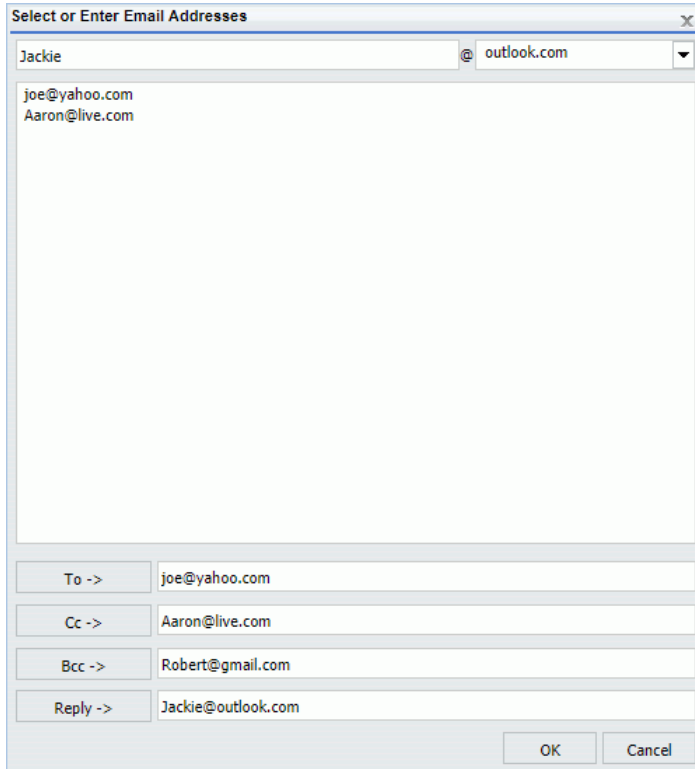 Select or Enter Email Addresses x
Jackie @ outlook.com
joe@yahoo.com
Aaron@live.com
To -> joe@yahoo.com
Cc -> Aaron@live.com
Bcc -> Robert@gmail.com
Reply -> Jackie@outlook.com
OK Cancel